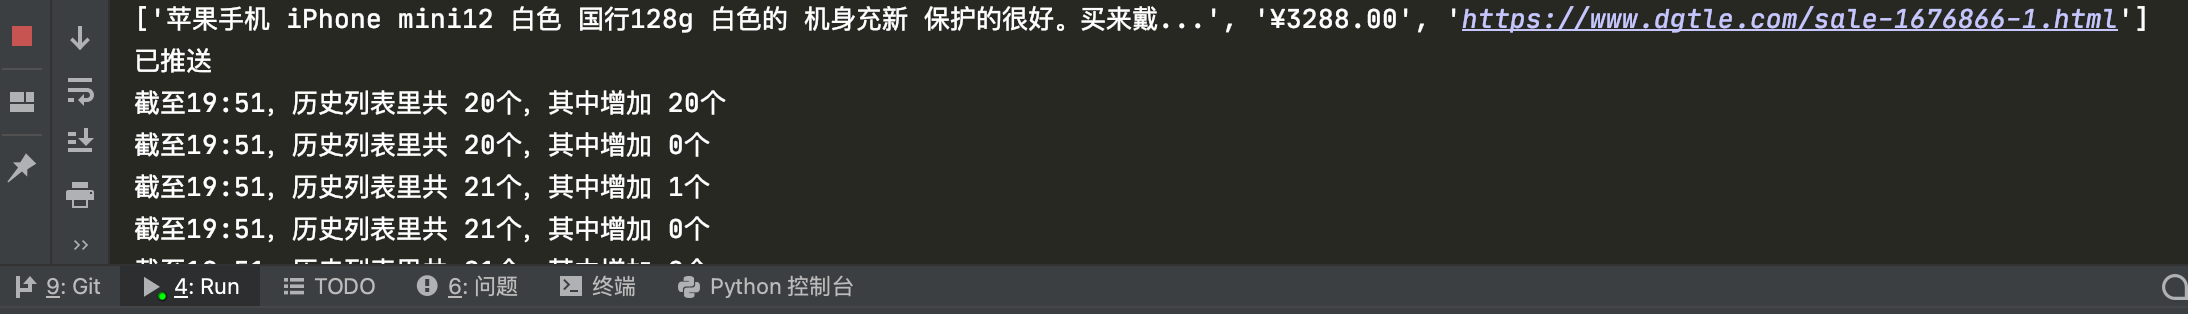 ['苹果手机 iPhone mini12 白色 国行128g 白色的 机身充新 保护的很好。买来戴...', '¥3288.00', 'https://www.dgtle.com/sale-1676866-1.html']
已推送
截至19:51，历史列表里共 20个，其中增加 20个
截至19:51，历史列表里共 20个，其中增加 0个
截至19:51，历史列表里共 21个，其中增加 1个
截至19:51，历史列表里共 21个，其中增加 0个
9: Git 4: Run TODO 6: 问题 终端 Python 控制台